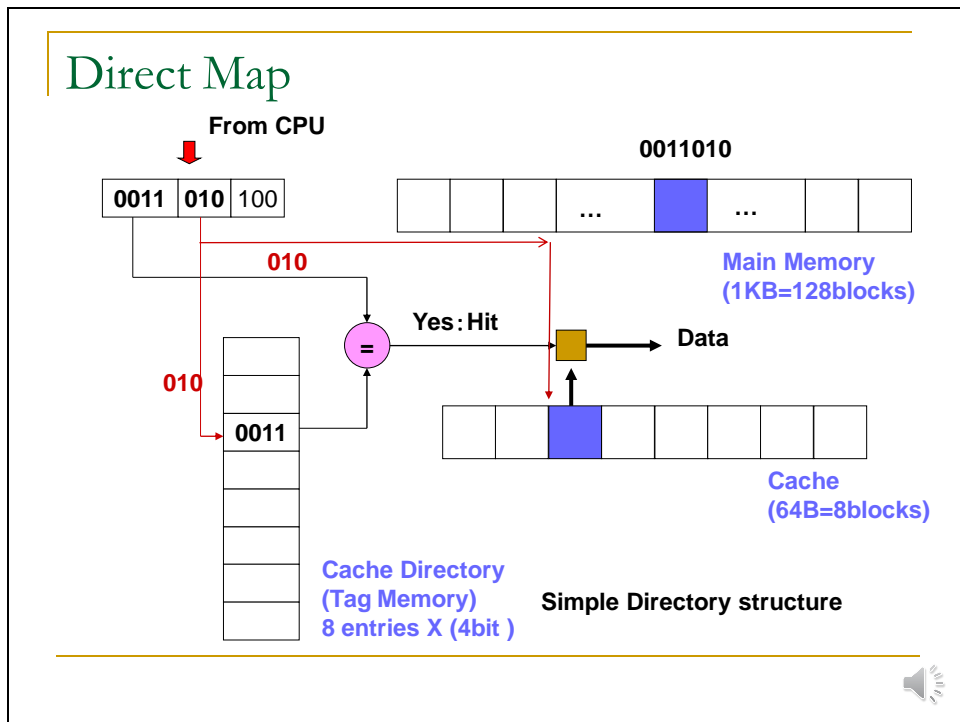 Direct Map
From CPU
0011010
0011 010 100
... ...
010
Main Memory
(1KB=128blocks)
Yes:Hit
=
Data
010
0011
Cache
(64B=8blocks)
Cache Directory
(Tag Memory)
8 entries X (4bit )
Simple Directory structure